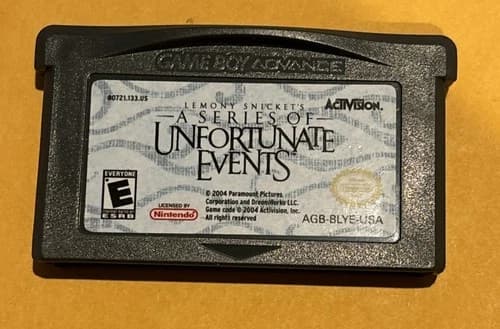 GAME BOY ADVANCE
80721.133.US
ACTIVISION.
LEMONY SNICKET'S
A SERIES OF
UNFORTUNATE
EVENTS
EVERYONE
E
ESRB
LICENSED BY
Nintendo
© 2004 Paramount Pictures
Corporation and DreamWorks LLC.
Game code © 2004 Activision, Inc.
All rights reserved
AGB-BLYE-USA